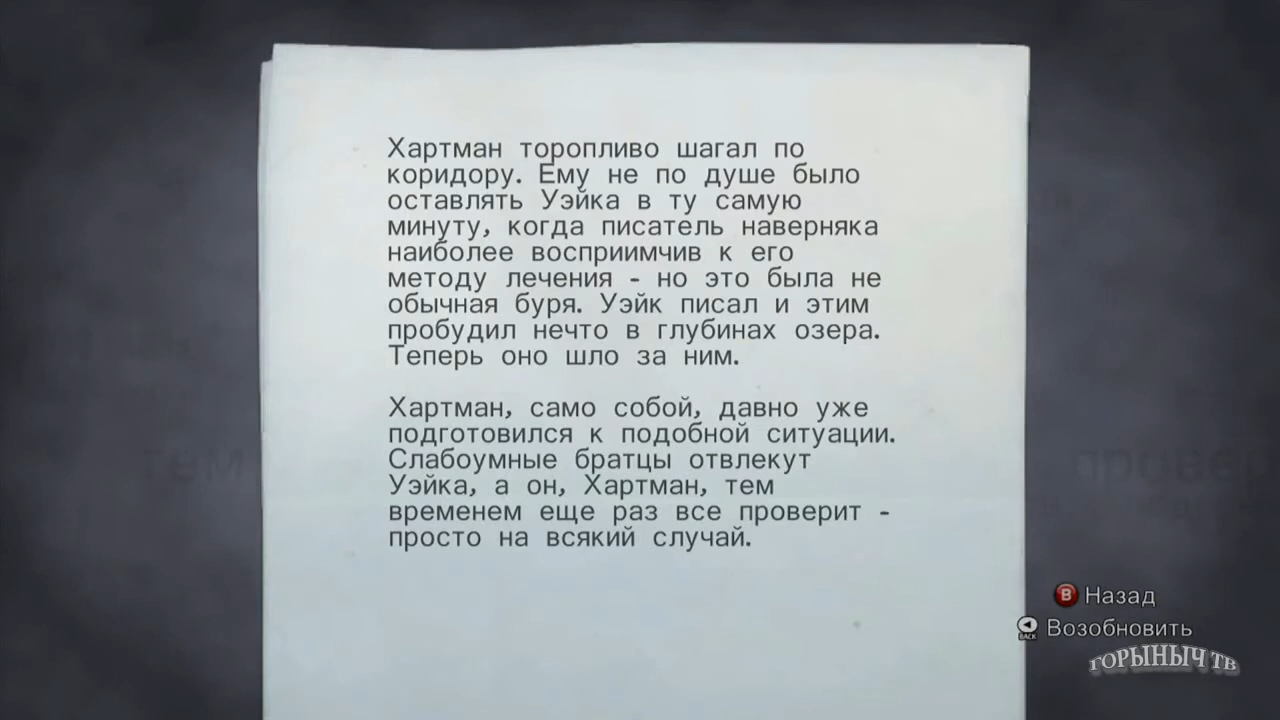 Хартман торопливо шагал по
коридору. Ему не по душе было
оставлять Уэйка в ту самую
минуту, когда писатель наверняка
наиболее восприимчив к его
методу лечения - но это была не
обычная буря. Уэйк писал и этим
пробудил нечто в глубинах озера.
Теперь оно шло за ним.
Хартман, само собой, давно уже
подготовился к подобной ситуации.
Слабоумные братцы отвлекут
Уэйка, а он, Хартман, тем
временем еще раз все проверит -
просто на всякий случай.
B Назад
BACK Возобновить
ГОРЫНЫЧ ТВ